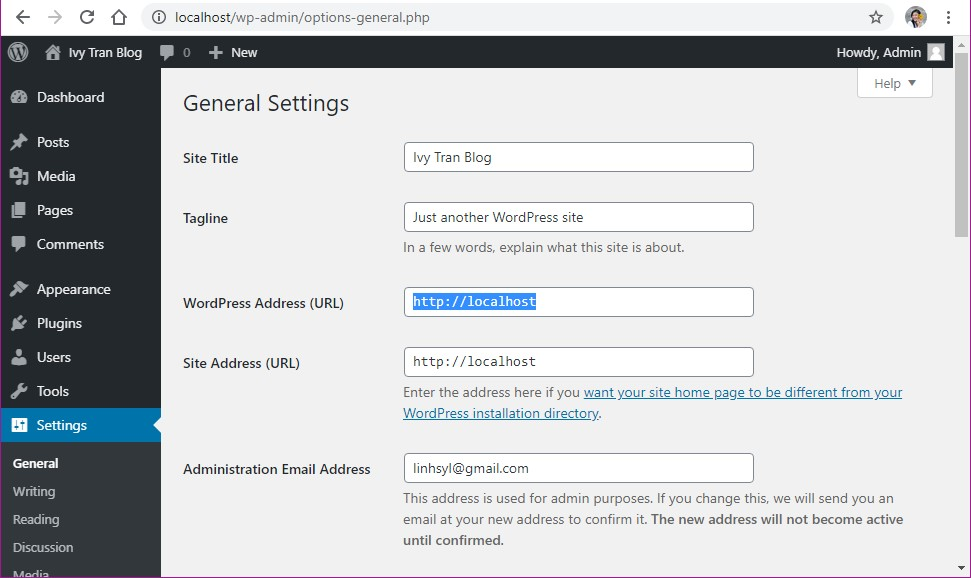 localhost/wp-admin/options-general.php
Ivy Tran Blog 0 New Howdy, Admin
Help
Dashboard
Posts
Media
Pages
Comments
Appearance
Plugins
Users
Tools
Settings
General
Writing
Reading
Discussion
Media
General Settings
Site Title Ivy Tran Blog
Tagline Just another WordPress site
In a few words, explain what this site is about.
WordPress Address (URL) http://localhost
Site Address (URL) http://localhost
Enter the address here if you want your site home page to be different from your
WordPress installation directory.
Administration Email Address linhsyl@gmail.com
This address is used for admin purposes. If you change this, we will send you an
email at your new address to confirm it. The new address will not become active
until confirmed.